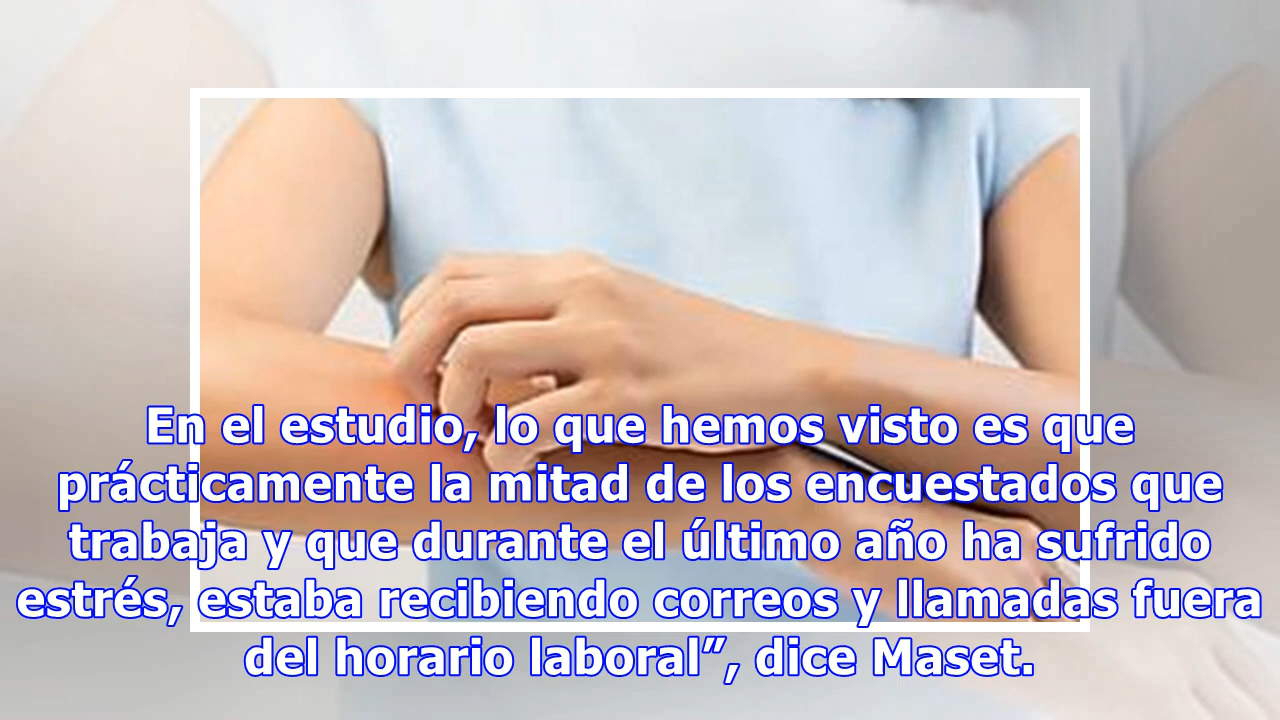 En el estudio, lo que hemos visto es que
prácticamente la mitad de los encuestados que
trabaja y que durante el último año ha sufrido
estrés, estaba recibiendo correos y llamadas fuera
del horario laboral”, dice Maset.